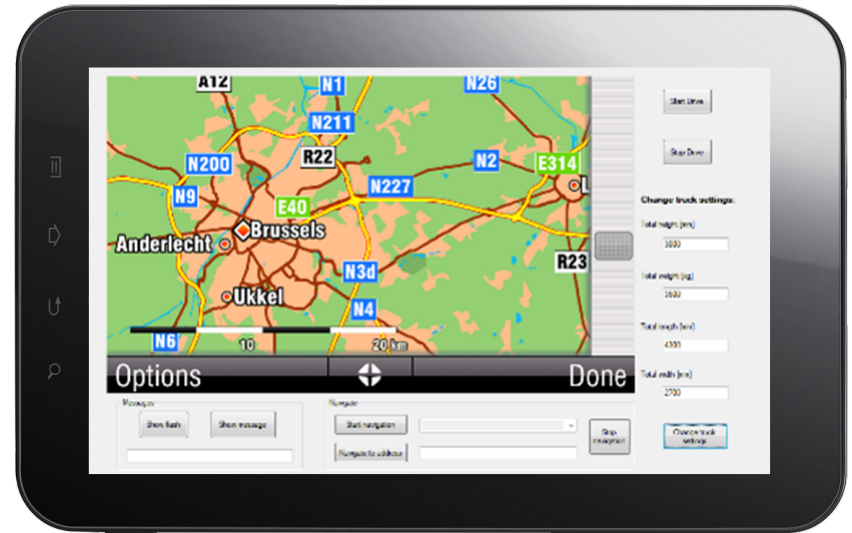 A12
N1
N26
N211
N200
R22
N2
E314
N9
N227
E40
L
Brussels
Anderlecht
N3d
R23
Ukkel
N4
N6
10
20 km
Options
Done
Start Drive
Stop Drive
Change truck settings:
Total height [mm]
Total weight [kg]
Total length [mm]
Total width [mm]
2700
Change truck
settings
Messages
Show flash
Show message
Navigate
Start navigation
Navigate to address
Stop
navigation